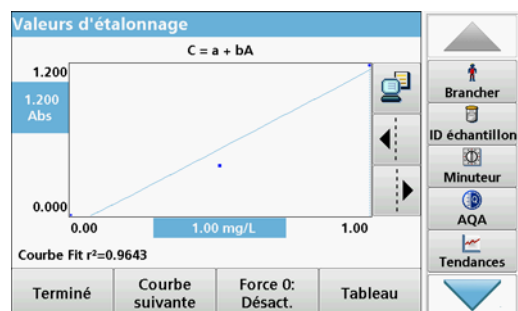 Valeurs d'étalonnage
C = a + bA
1.200
1.200
Abs
0.000
0.00
1.00 mg/L
1.00
Courbe Fit r²=0.9643
Terminé
Courbe
suivante
Force 0:
Désact.
Tableau
Brancher
ID échantillon
Minuteur
AQA
Tendances